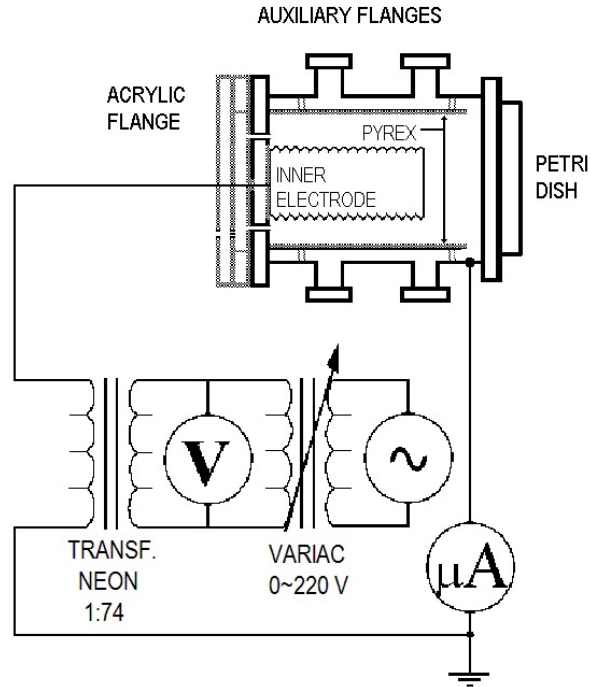 AUXILIARY FLANGES
ACRYLIC
FLANGE
PYREX
INNER
ELECTRODE
PETRI
DISH
V
~
TRANSF.
NEON
1:74
VARIAC
0~220 V
μA